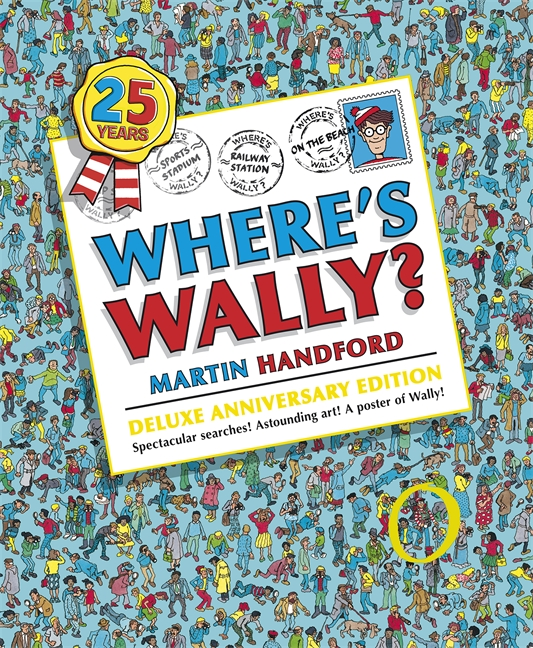 25
YEARS
WHERE'S
SPORTS
STADIUM
WALLY?
WHERE'S
RAILWAY
STATION
WALLY?
WHERE'S
ON THE BEACH
WALLY?
WALLY?
WHERE'S
WALLY?
MARTIN HANDFORD
DELUXE ANNIVERSARY EDITION
Spectacular searches! Astounding art! A poster of Wally!